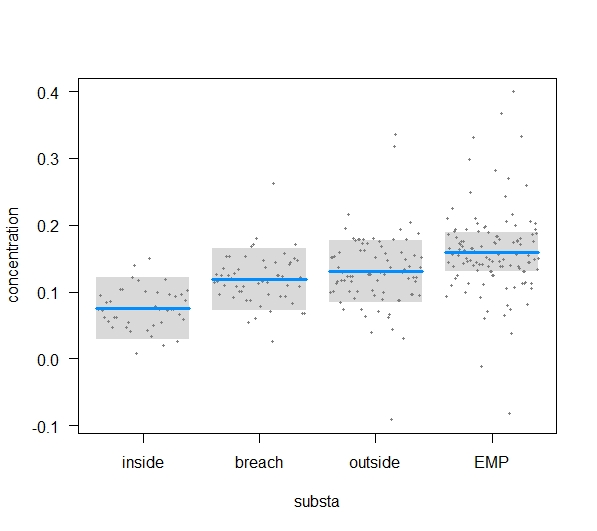 concentration
0.4
0.3
0.2
0.1
0.0
-0.1
inside breach outside EMP
substa